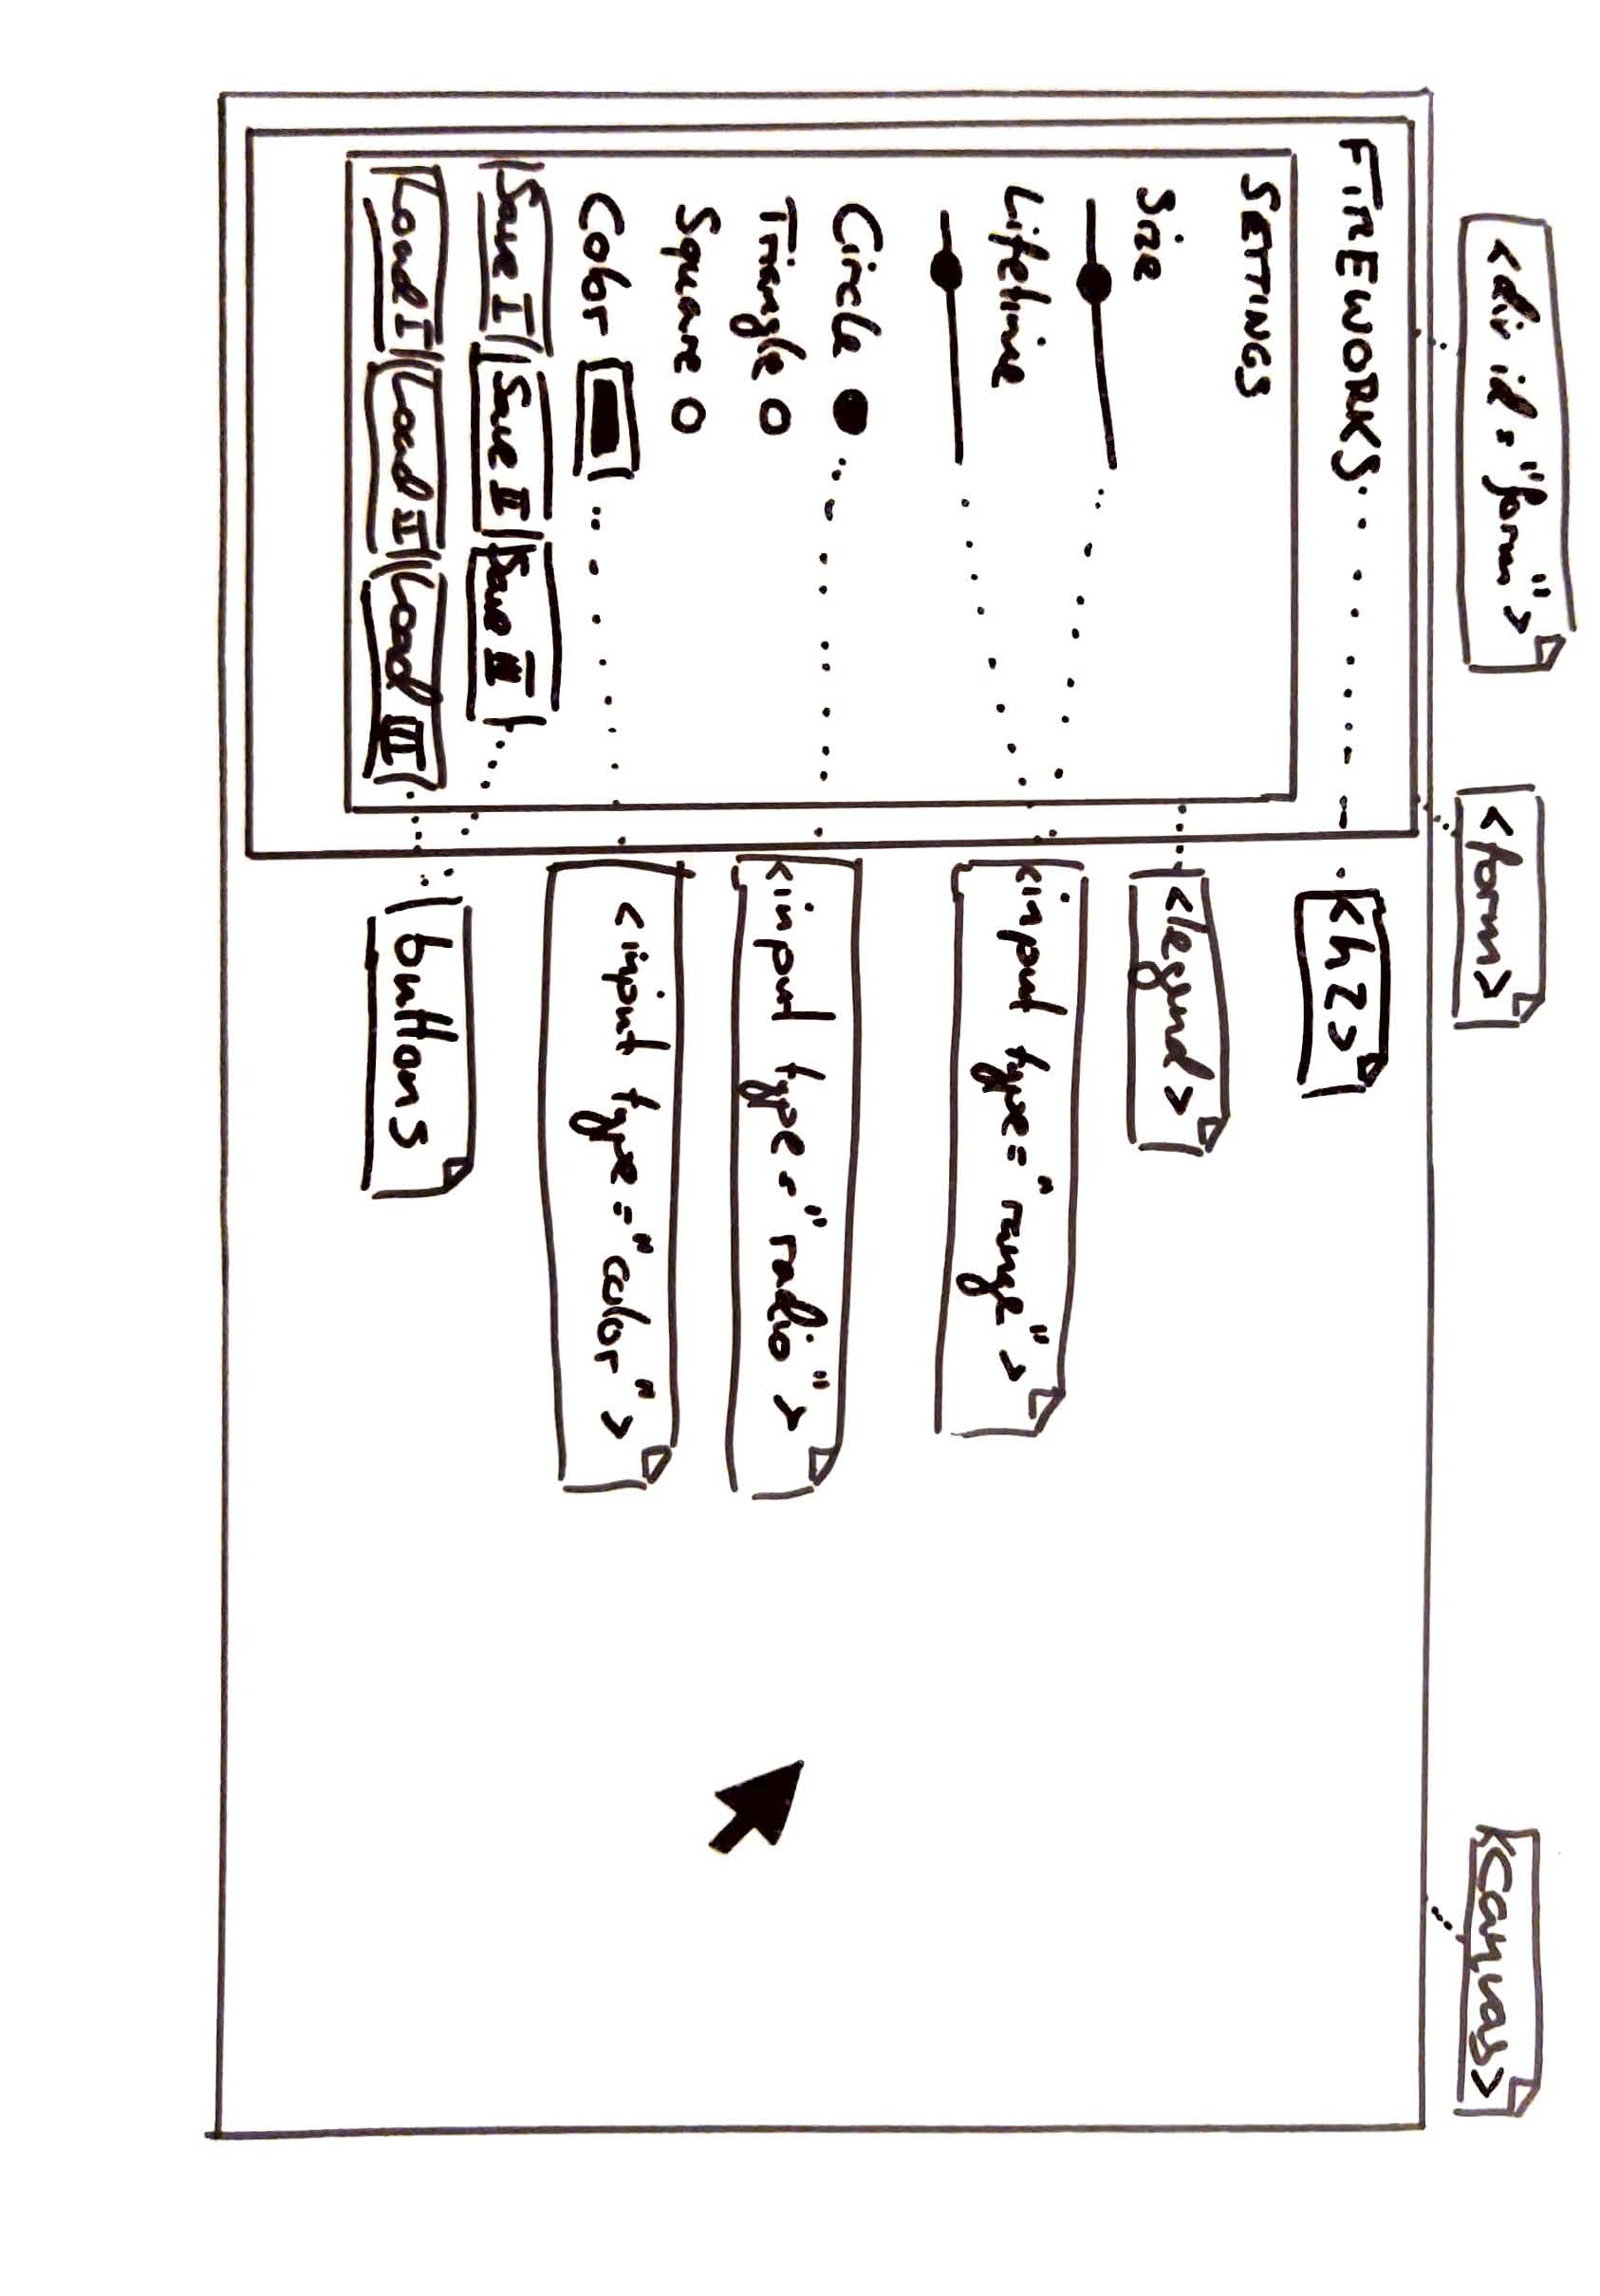 <div id="form">
<form>
<canvas>
FIREWORKS
<h2>
SETTINGS
<legend>
Size
<input type="range">
Lifetime
Circle
<input type="radio">
Triangle
Square
Color
<input type="color">
Save I
Save II
Save III
buttons
Load I
Load II
Load III